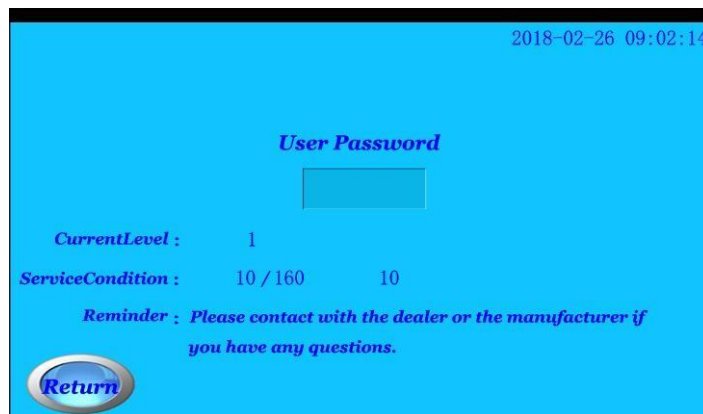 2018-02-26 09:02:14
User Password
CurrentLevel : 1
ServiceCondition : 10 / 160 10
Reminder : Please contact with the dealer or the manufacturer if
you have any questions.
Return